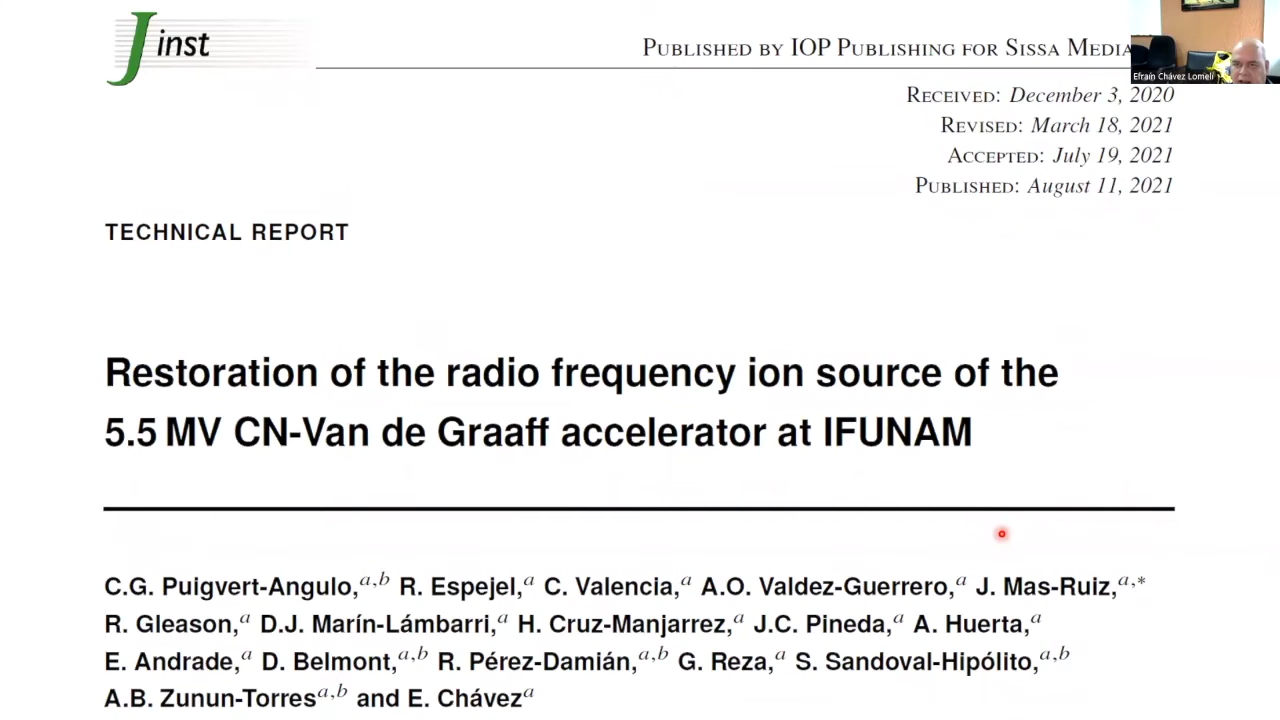 Jinst
PUBLISHED BY IOP PUBLISHING FOR SISSA MEDIA
Efraín Chávez Lomelí
RECEIVED: December 3, 2020
REVISED: March 18, 2021
ACCEPTED: July 19, 2021
PUBLISHED: August 11, 2021
TECHNICAL REPORT
Restoration of the radio frequency ion source of the
5.5 MV CN-Van de Graaff accelerator at IFUNAM
C.G. Puigvert-Angulo,a,b R. Espejel,a C. Valencia,a A.O. Valdez-Guerrero,a J. Mas-Ruiz,a,*
R. Gleason,a D.J. Marín-Lámbarri,a H. Cruz-Manjarrez,a J.C. Pineda,a A. Huerta,a
E. Andrade,a D. Belmont,a,b R. Pérez-Damián,a,b G. Reza,a S. Sandoval-Hipólito,a,b
A.B. Zunun-Torresa,b and E. Cháveza